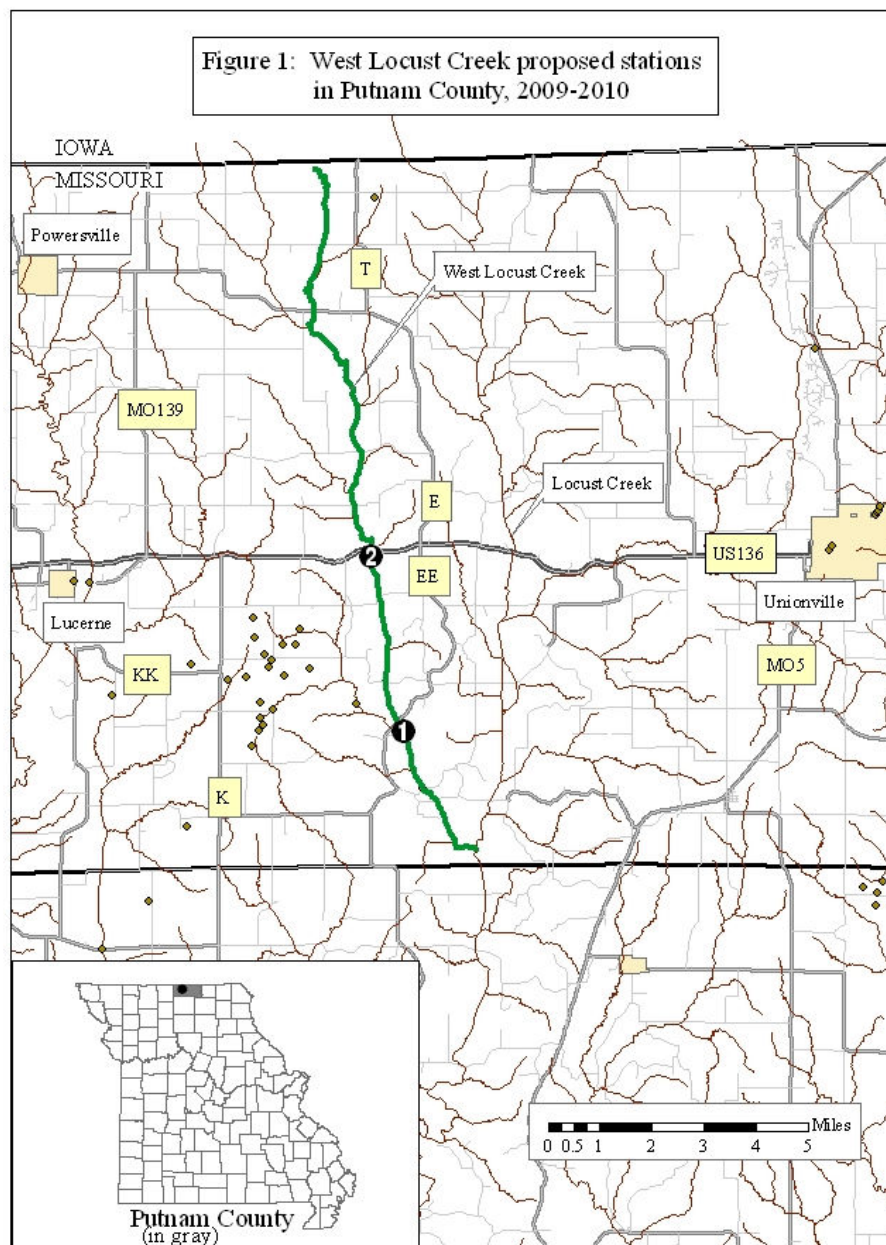 Figure 1: West Locust Creek proposed stations
in Putnam County, 2009-2010
IOWA
MISSOURI
Powersville
T
West Locust Creek
MO139
E
Locust Creek
2
US136
EE
Lucerne
Unionville
KK
MO5
1
K
Miles
0 0.5 1 2 3 4 5
Putnam County
(in gray)